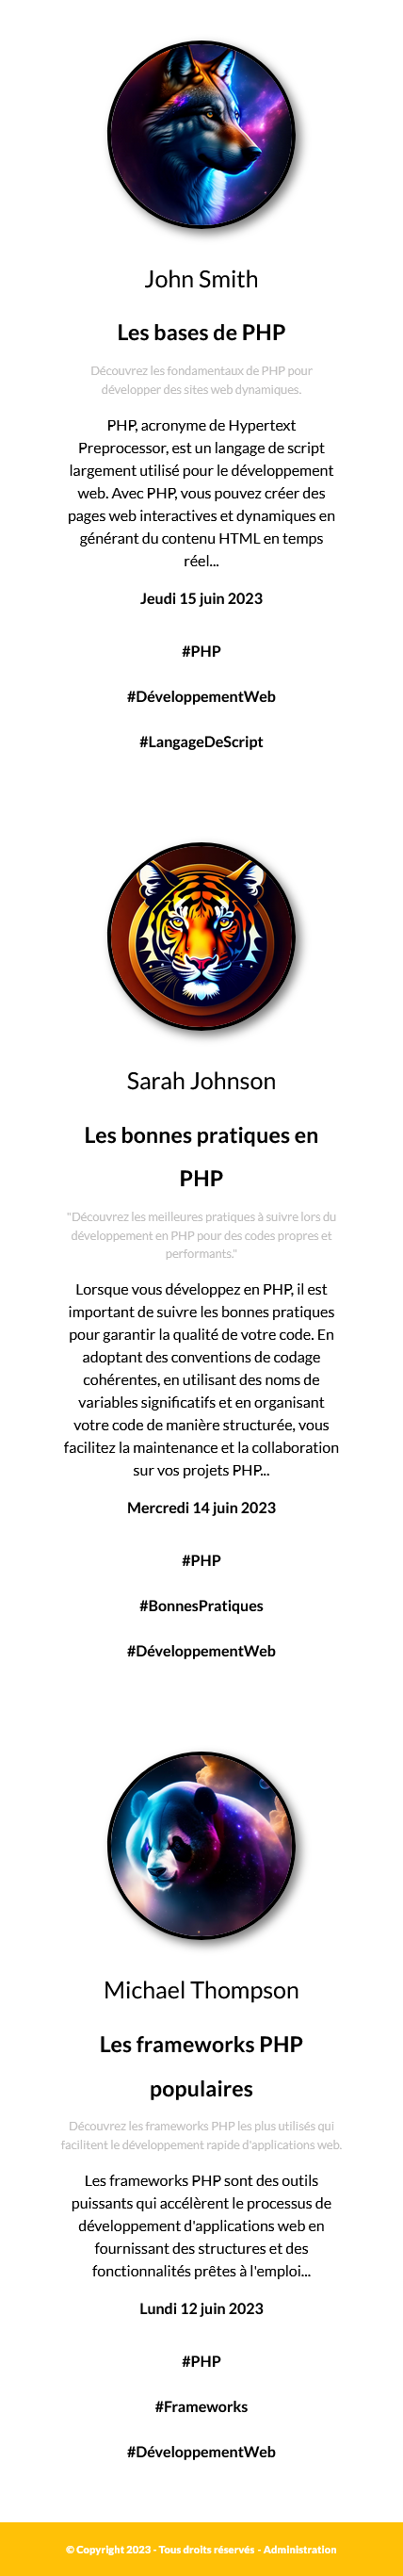 John Smith
Les bases de PHP
Découvrez les fondamentaux de PHP pour
développer des sites web dynamiques.
PHP, acronyme de Hypertext
Preprocessor, est un langage de script
largement utilisé pour le développement
web. Avec PHP, vous pouvez créer des
pages web interactives et dynamiques en
générant du contenu HTML en temps
réel...
Jeudi 15 juin 2023
#PHP
#DéveloppementWeb
#LangageDeScript
Sarah Johnson
Les bonnes pratiques en
PHP
"Découvrez les meilleures pratiques à suivre lors du
développement en PHP pour des codes propres et
performants."
Lorsque vous développez en PHP, il est
important de suivre les bonnes pratiques
pour garantir la qualité de votre code. En
adoptant des conventions de codage
cohérentes, en utilisant des noms de
variables significatifs et en organisant
votre code de manière structurée, vous
facilitez la maintenance et la collaboration
sur vos projets PHP...
Mercredi 14 juin 2023
#PHP
#BonnesPratiques
#DéveloppementWeb
Michael Thompson
Les frameworks PHP
populaires
Découvrez les frameworks PHP les plus utilisés qui
facilitent le développement rapide d'applications web.
Les frameworks PHP sont des outils
puissants qui accélèrent le processus de
développement d'applications web en
fournissant des structures et des
fonctionnalités prêtes à l'emploi...
Lundi 12 juin 2023
#PHP
#Frameworks
#DéveloppementWeb
© Copyright 2023 - Tous droits réservés - Administration